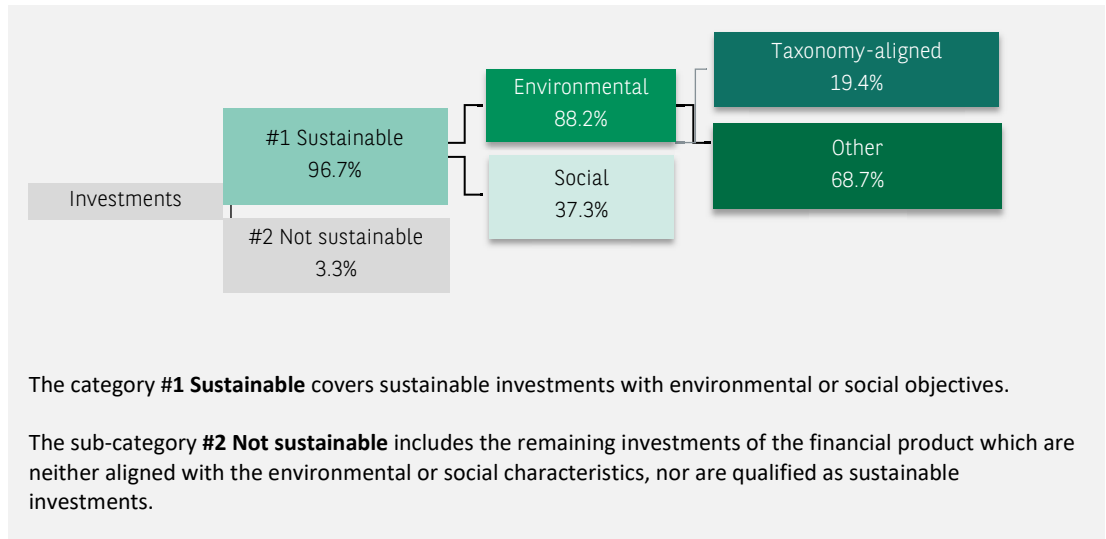 Investments
#1 Sustainable
96.7%
#2 Not sustainable
3.3%
Environmental
88.2%
Social
37.3%
Taxonomy-aligned
19.4%
Other
68.7%
The category #1 Sustainable covers sustainable investments with environmental or social objectives.
The sub-category #2 Not sustainable includes the remaining investments of the financial product which are
neither aligned with the environmental or social characteristics, nor are qualified as sustainable
investments.